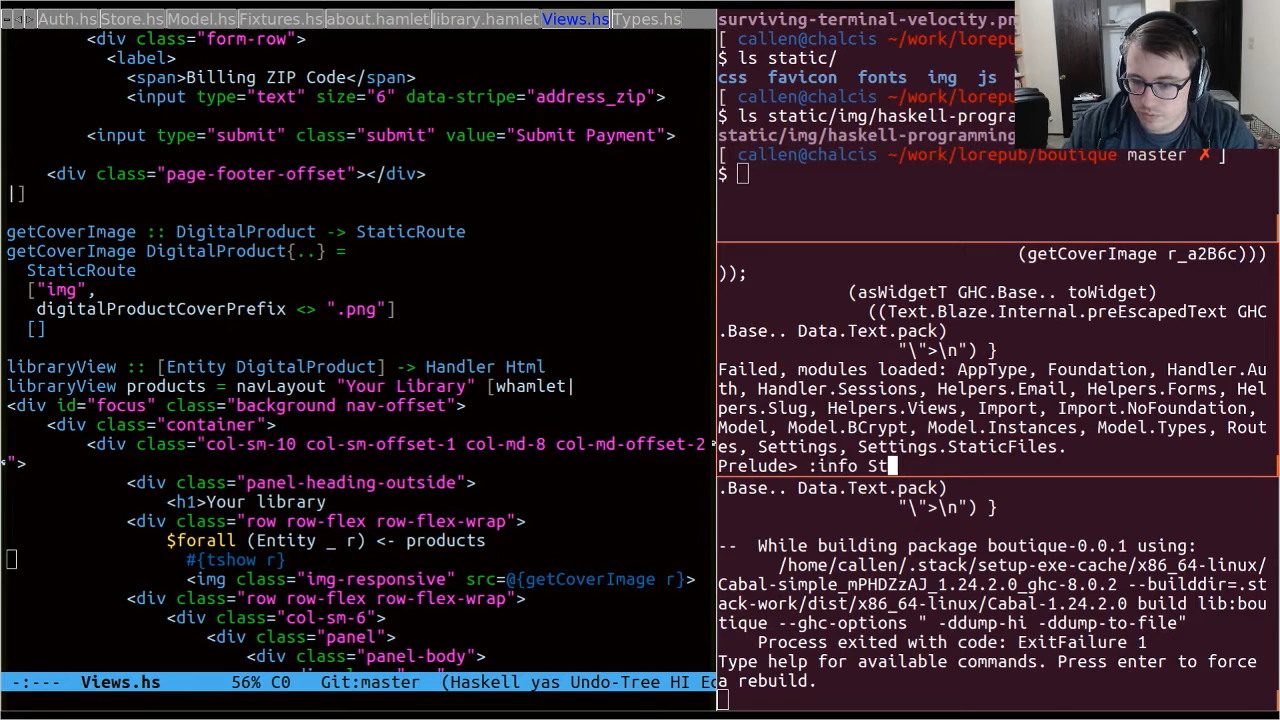 Auth.hs Store.hs Model.hs Fixtures.hs about.hamlet library.hamlet Views.hs Types.hs
<div class="form-row">
<label>
<span>Billing ZIP Code</span>
<input type="text" size="6" data-stripe="address_zip">
<input type="submit" class="submit" value="Submit Payment">
<div class="page-footer-offset"></div>
|]
getCoverImage :: DigitalProduct -> StaticRoute
getCoverImage DigitalProduct{..} =
StaticRoute
["img",
digitalProductCoverPrefix <> ".png"]
[]
libraryView :: [Entity DigitalProduct] -> Handler Html
libraryView products = navLayout "Your Library" [whamlet|
<div id="focus" class="background nav-offset">
<div class="container">
<div class="col-sm-10 col-sm-offset-1 col-md-8 col-md-offset-2
">
<div class="panel-heading-outside">
<h1>Your library
<div class="row row-flex row-flex-wrap">
$forall (Entity _ r) <- products
#{tshow r}
<img class="img-responsive" src=@{getCoverImage r}>
<div class="row row-flex row-flex-wrap">
<div class="col-sm-6">
<div class="panel">
<div class="panel-body">
-:--- Views.hs 56% C0 Git:master (Haskell yas Undo-Tree HI Ec
surviving-terminal-velocity.pn
[ callen@chalcis ~/work/lorepub
$ ls static/
css favicon fonts img js
[ callen@chalcis ~/work/lorepub
$ ls static/img/haskell-progra
static/img/haskell-programming
[ callen@chalcis ~/work/lorepub/boutique master ✗ ]
$
(getCoverImage r_a2B6c)))
));
(asWidgetT GHC.Base.. toWidget)
((Text.Blaze.Internal.preEscapedText GHC
.Base.. Data.Text.pack)
"\">\n") }
Failed, modules loaded: AppType, Foundation, Handler.Au
th, Handler.Sessions, Helpers.Email, Helpers.Forms, Hel
pers.Slug, Helpers.Views, Import, Import.NoFoundation,
Model, Model.BCrypt, Model.Instances, Model.Types, Rout
es, Settings, Settings.StaticFiles.
Prelude> :info St
.Base.. Data.Text.pack)
"\">\n") }
-- While building package boutique-0.0.1 using:
/home/callen/.stack/setup-exe-cache/x86_64-linux/
Cabal-simple_mPHDZzAJ_1.24.2.0_ghc-8.0.2 --builddir=.st
ack-work/dist/x86_64-linux/Cabal-1.24.2.0 build lib:bou
tique --ghc-options " -ddump-hi -ddump-to-file"
Process exited with code: ExitFailure 1
Type help for available commands. Press enter to force
a rebuild.